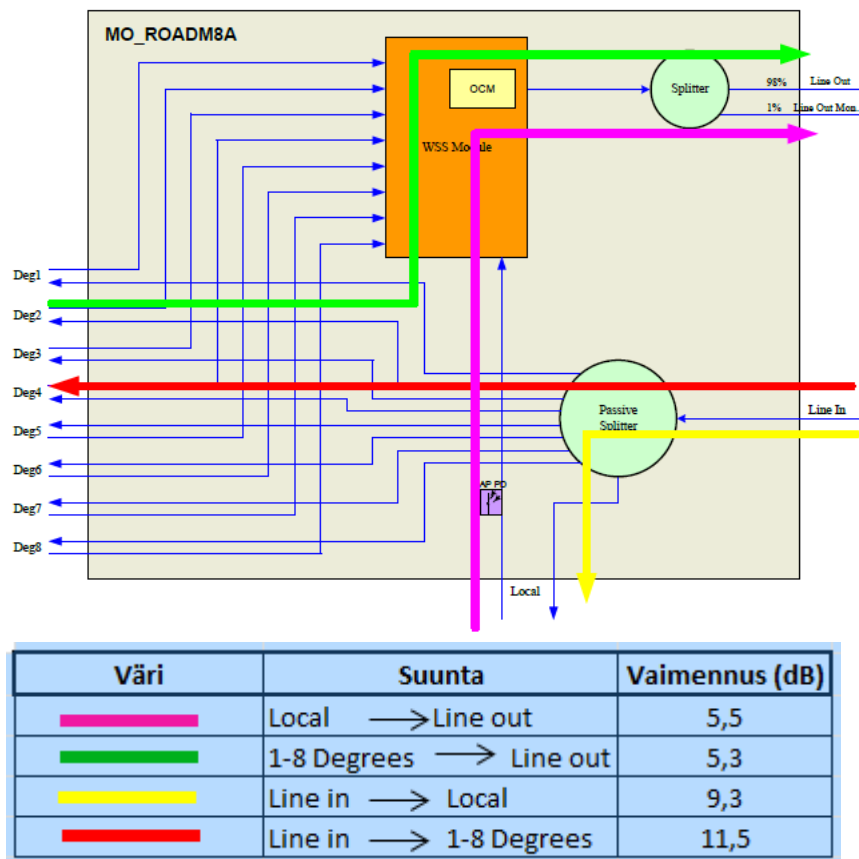 MO_ROADM8A
OCM
Splitter
98% Line Out
1% Line Out Mon.
WSS Module
Deg1
Deg2
Deg3
Deg4
Deg5
Deg6
Deg7
Deg8
Passive
Splitter
Line In
AP PD
Local
Väri Suunta Vaimennus (dB)
Local → Line out 5,5
1-8 Degrees → Line out 5,3
Line in → Local 9,3
Line in → 1-8 Degrees 11,5